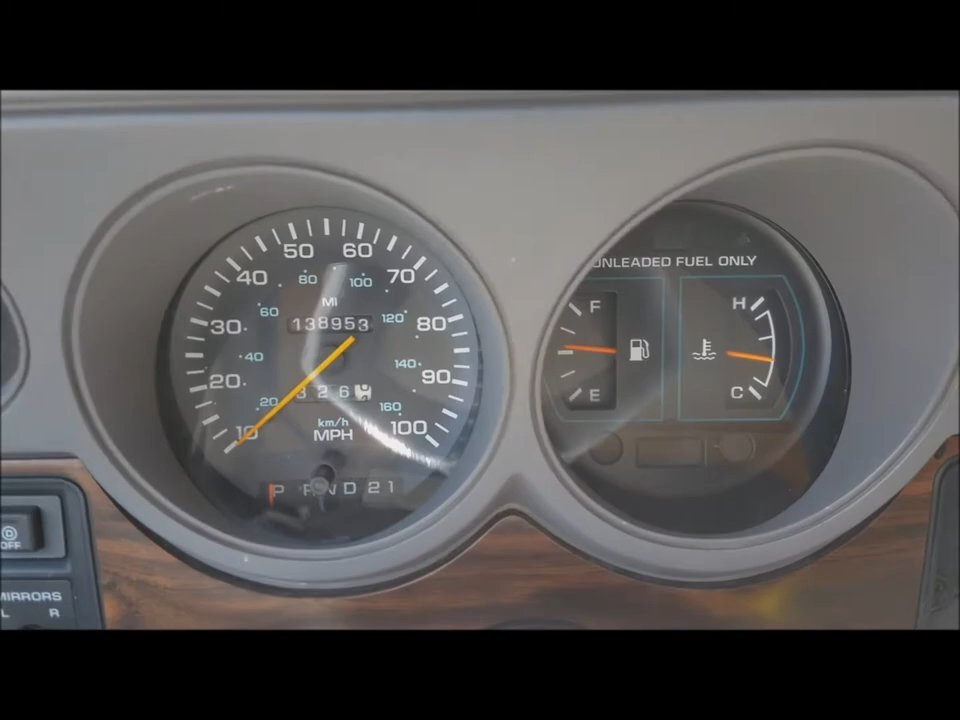 50 60
40 80 100 70
MI
60 138953 120 80
30
40 140 90
20
20 326 160
10 km/h 100
MPH
P R N D 2 1
UNLEADED FUEL ONLY
F H
E C
OFF
MIRRORS
L R